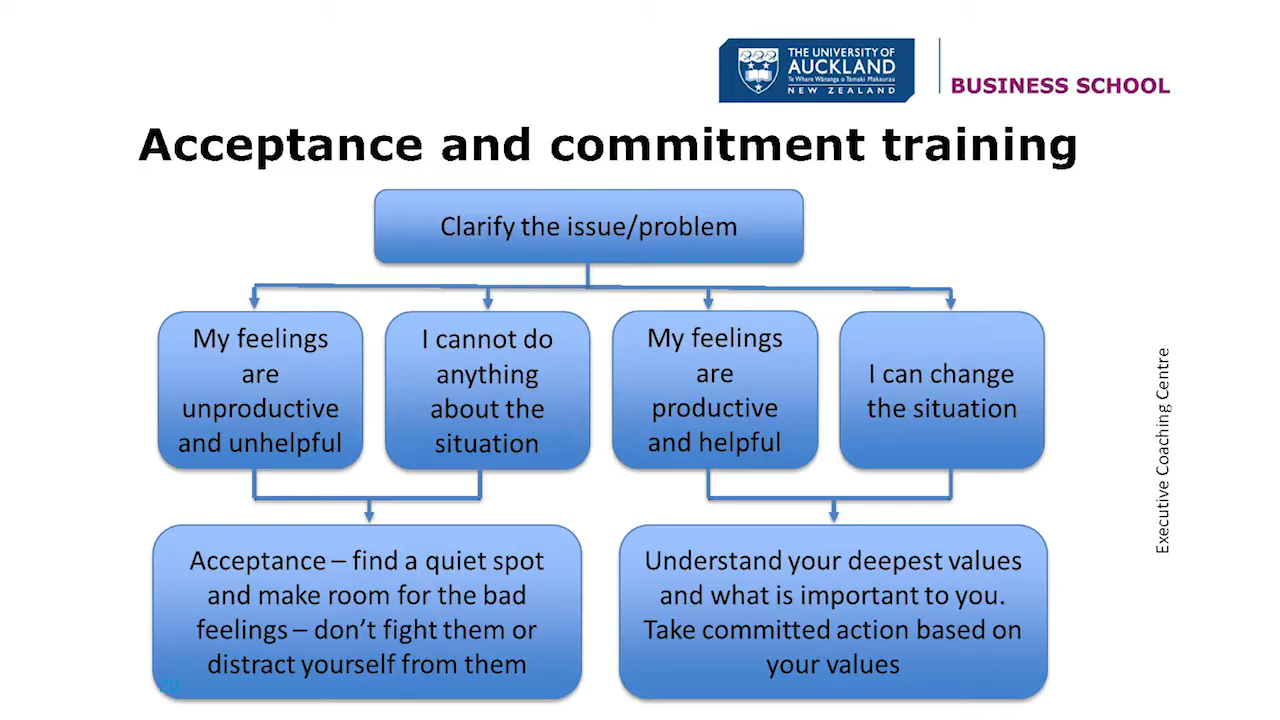 THE UNIVERSITY OF
AUCKLAND
Te Whare Wānanga o Tāmaki Makaurau
NEW ZEALAND
BUSINESS SCHOOL
Acceptance and commitment training
Clarify the issue/problem
My feelings
are
unproductive
and unhelpful
I cannot do
anything
about the
situation
My feelings
are
productive
and helpful
I can change
the situation
Acceptance – find a quiet spot
and make room for the bad
feelings – don’t fight them or
distract yourself from them
Understand your deepest values
and what is important to you.
Take committed action based on
your values
Executive Coaching Centre